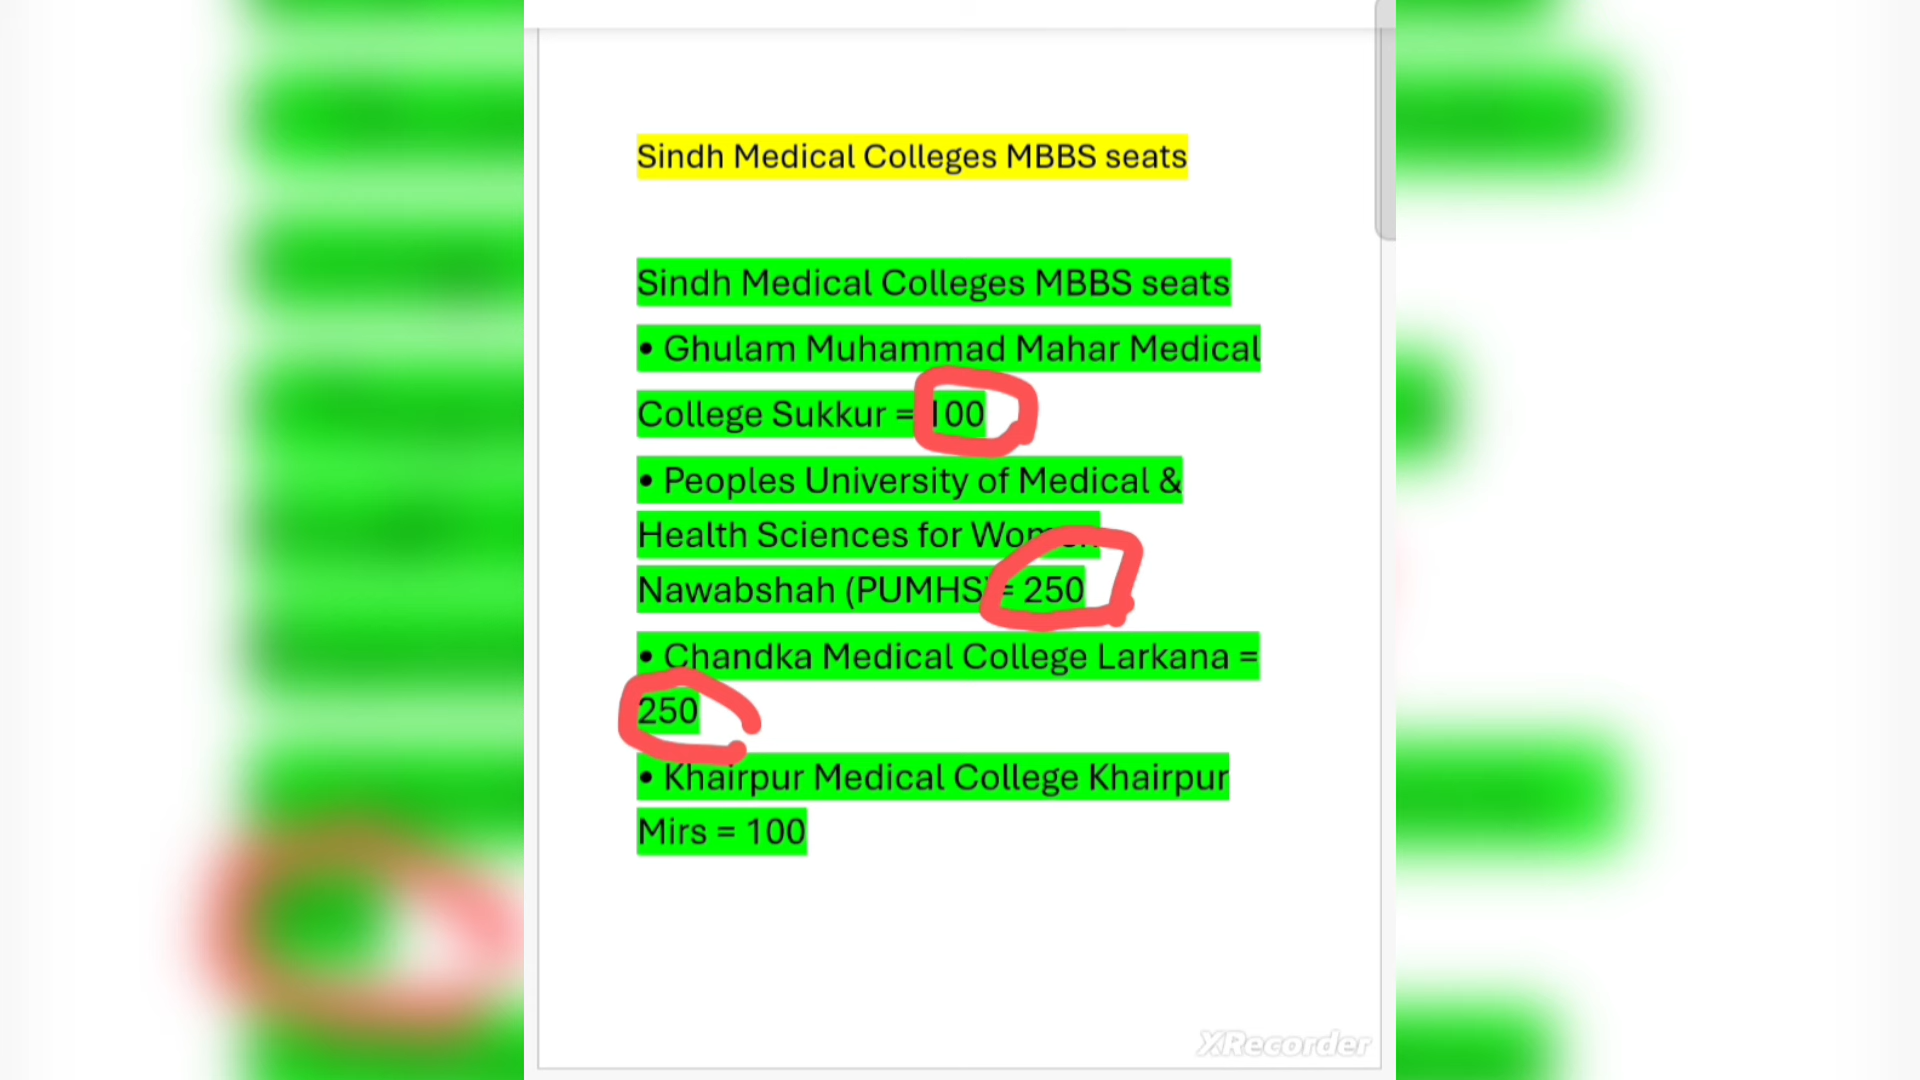 Sindh Medical Colleges MBBS seats
Sindh Medical Colleges MBBS seats
• Ghulam Muhammad Mahar Medical
College Sukkur = 100
• Peoples University of Medical &
Health Sciences for Women
Nawabshah (PUMHS)= 250
• Chandka Medical College Larkana =
250
• Khairpur Medical College Khairpur
Mirs = 100
XRecorder